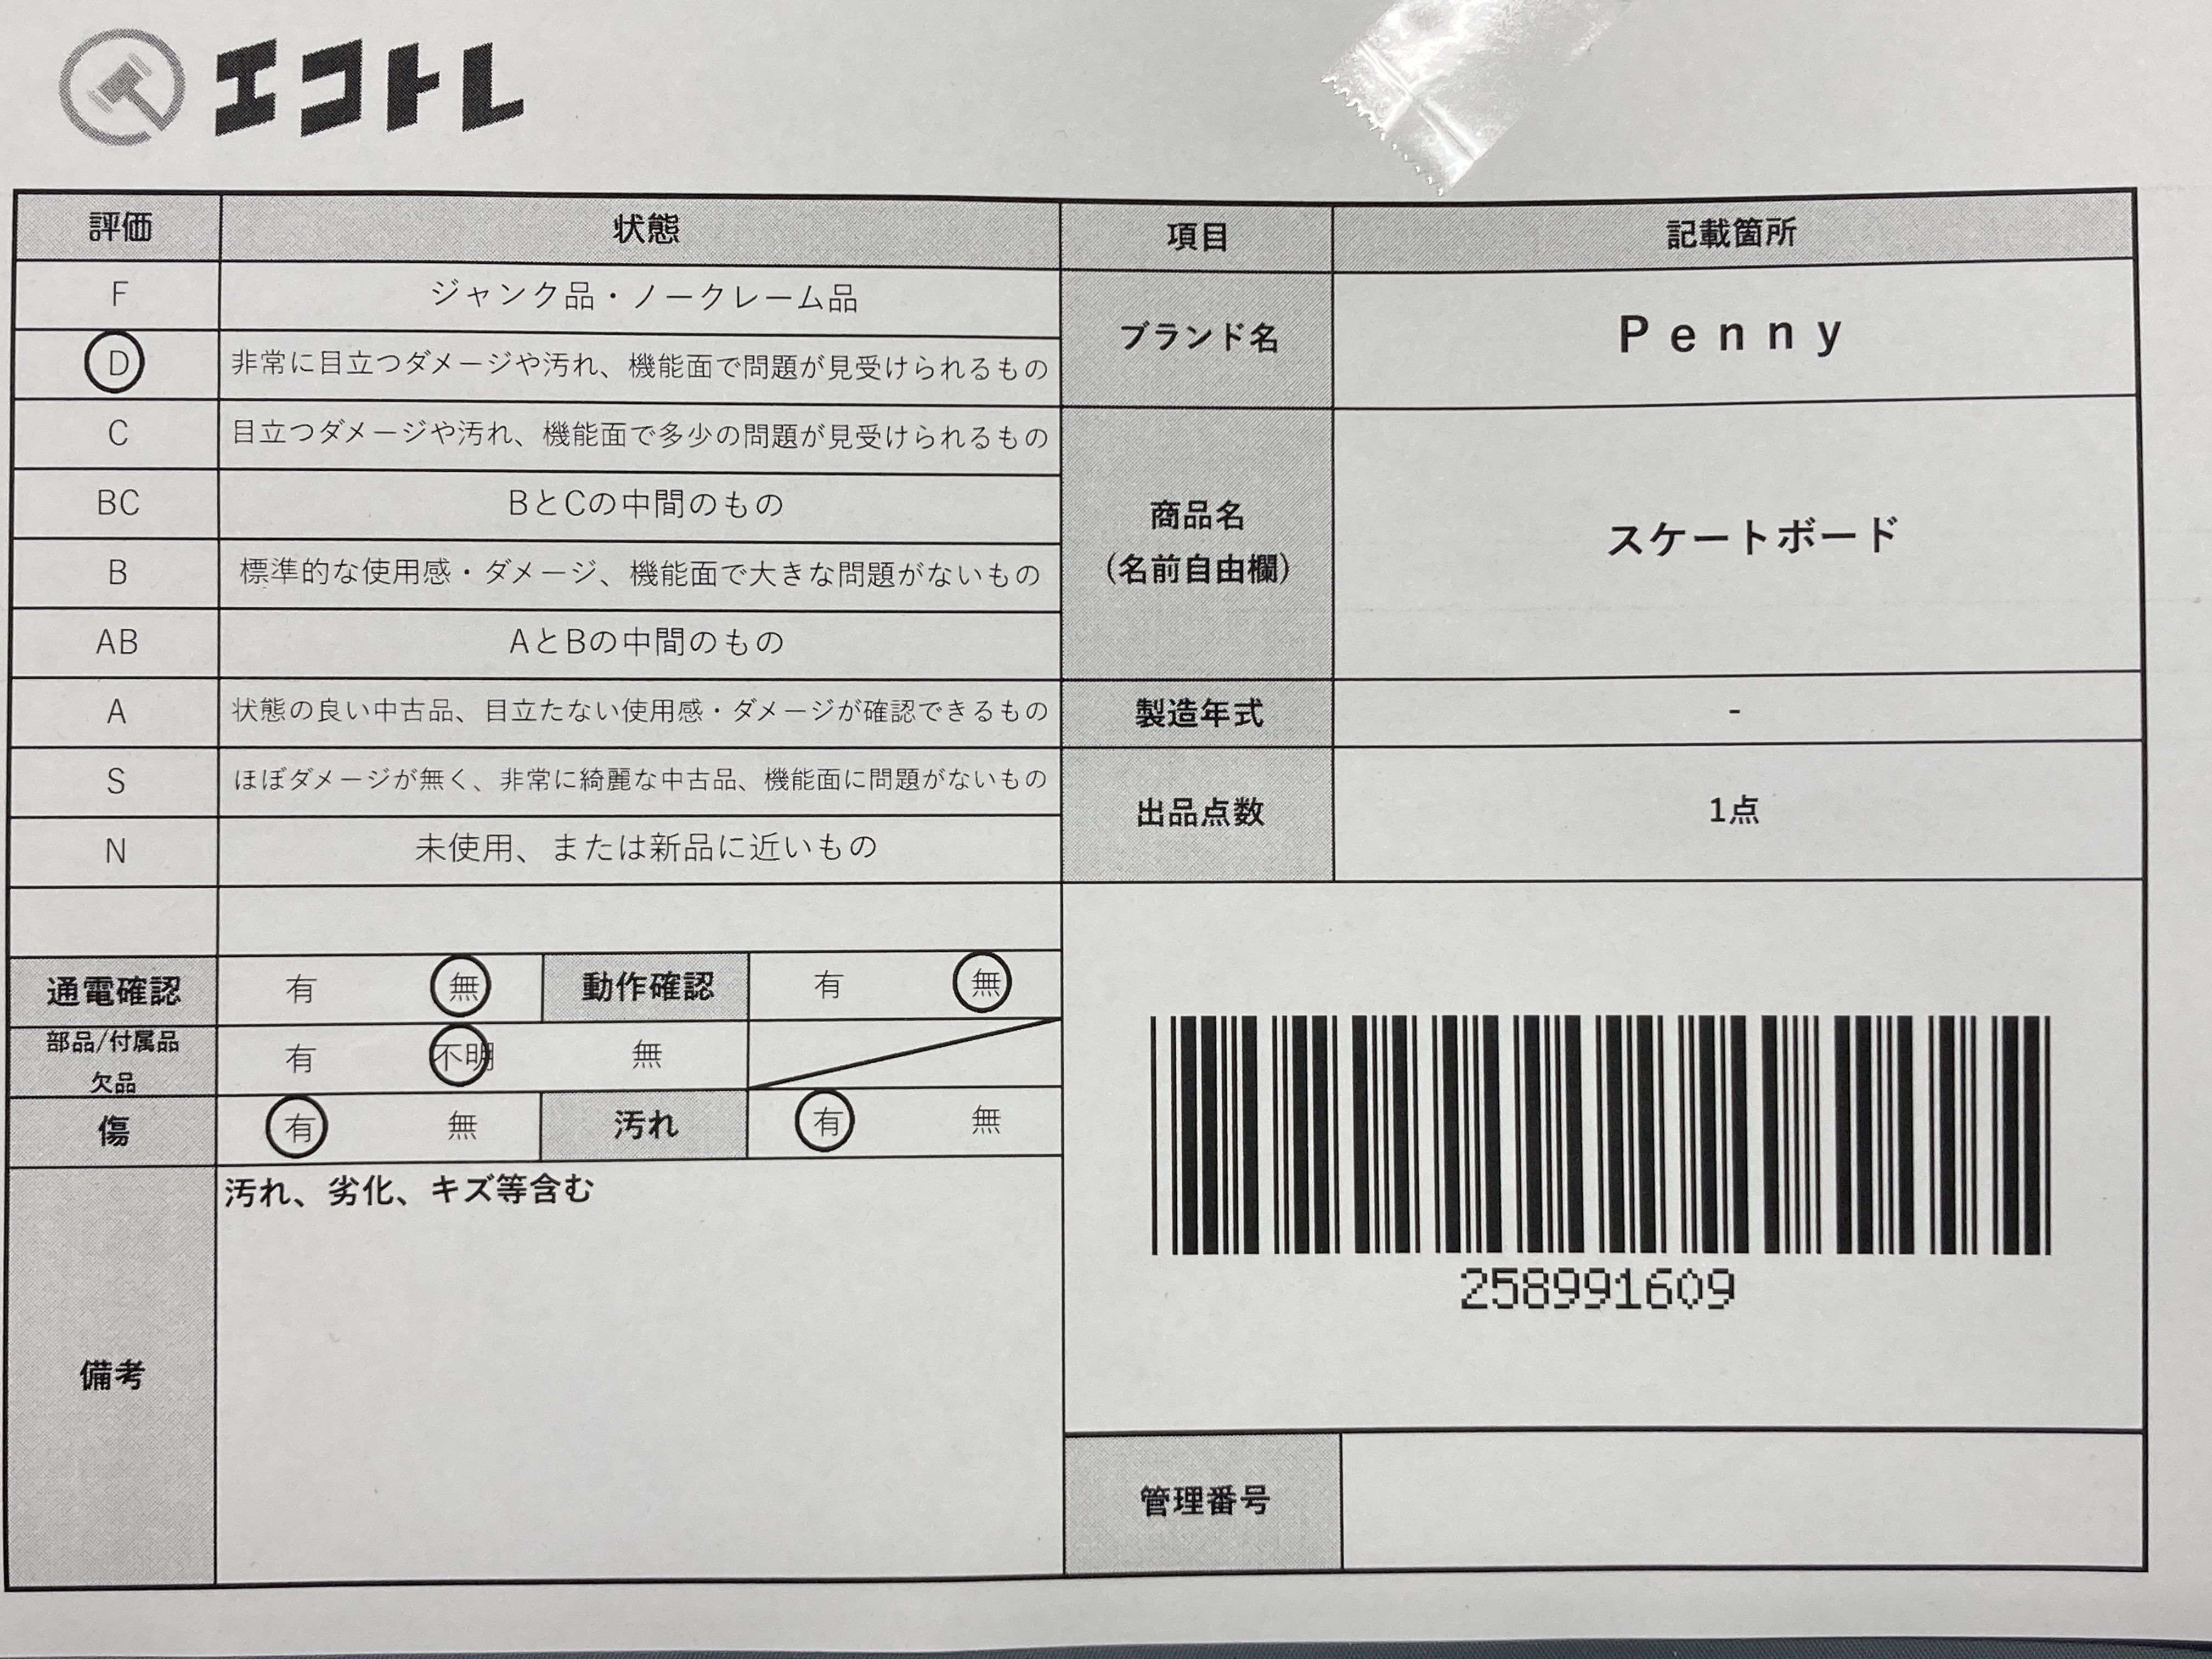 エコトレ
評価 状態 項目 記載箇所
F ジャンク品・ノークレーム品
D 非常に目立つダメージや汚れ、機能面で問題が見受けられるもの
ブランド名 Penny
C 目立つダメージや汚れ、機能面で多少の問題が見受けられるもの
BC BとCの中間のもの
商品名
(名前自由欄)
スケートボード
B 標準的な使用感・ダメージ、機能面で大きな問題がないもの
AB AとBの中間のもの
A 状態の良い中古品、目立たない使用感・ダメージが確認できるもの
製造年式 -
S ほぼダメージが無く、非常に綺麗な中古品、機能面に問題がないもの
出品点数 1点
N 未使用、または新品に近いもの
通電確認 有 無 動作確認 有 無
部品/付属品
欠品
有 不明 無
傷 有 無 汚れ 有 無
備考
汚れ、劣化、キズ等含む
258991609
管理番号